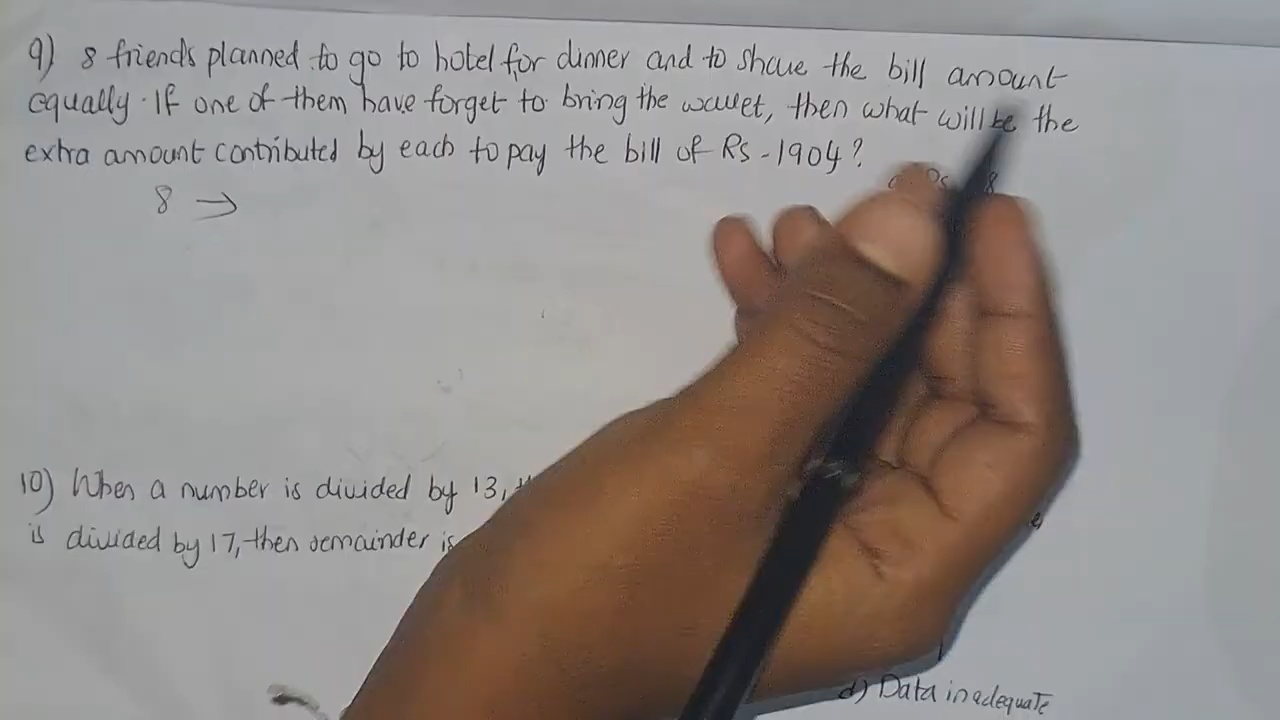 9) 8 friends planned to go to hotel for dinner and to share the bill amount
equally. If one of them have forget to bring the wallet, then what will be the
extra amount contributed by each to pay the bill of Rs -1904?
8 →
8
10) When a number is divided by 13,
is divided by 17, then remainder is
d) Data inadequate